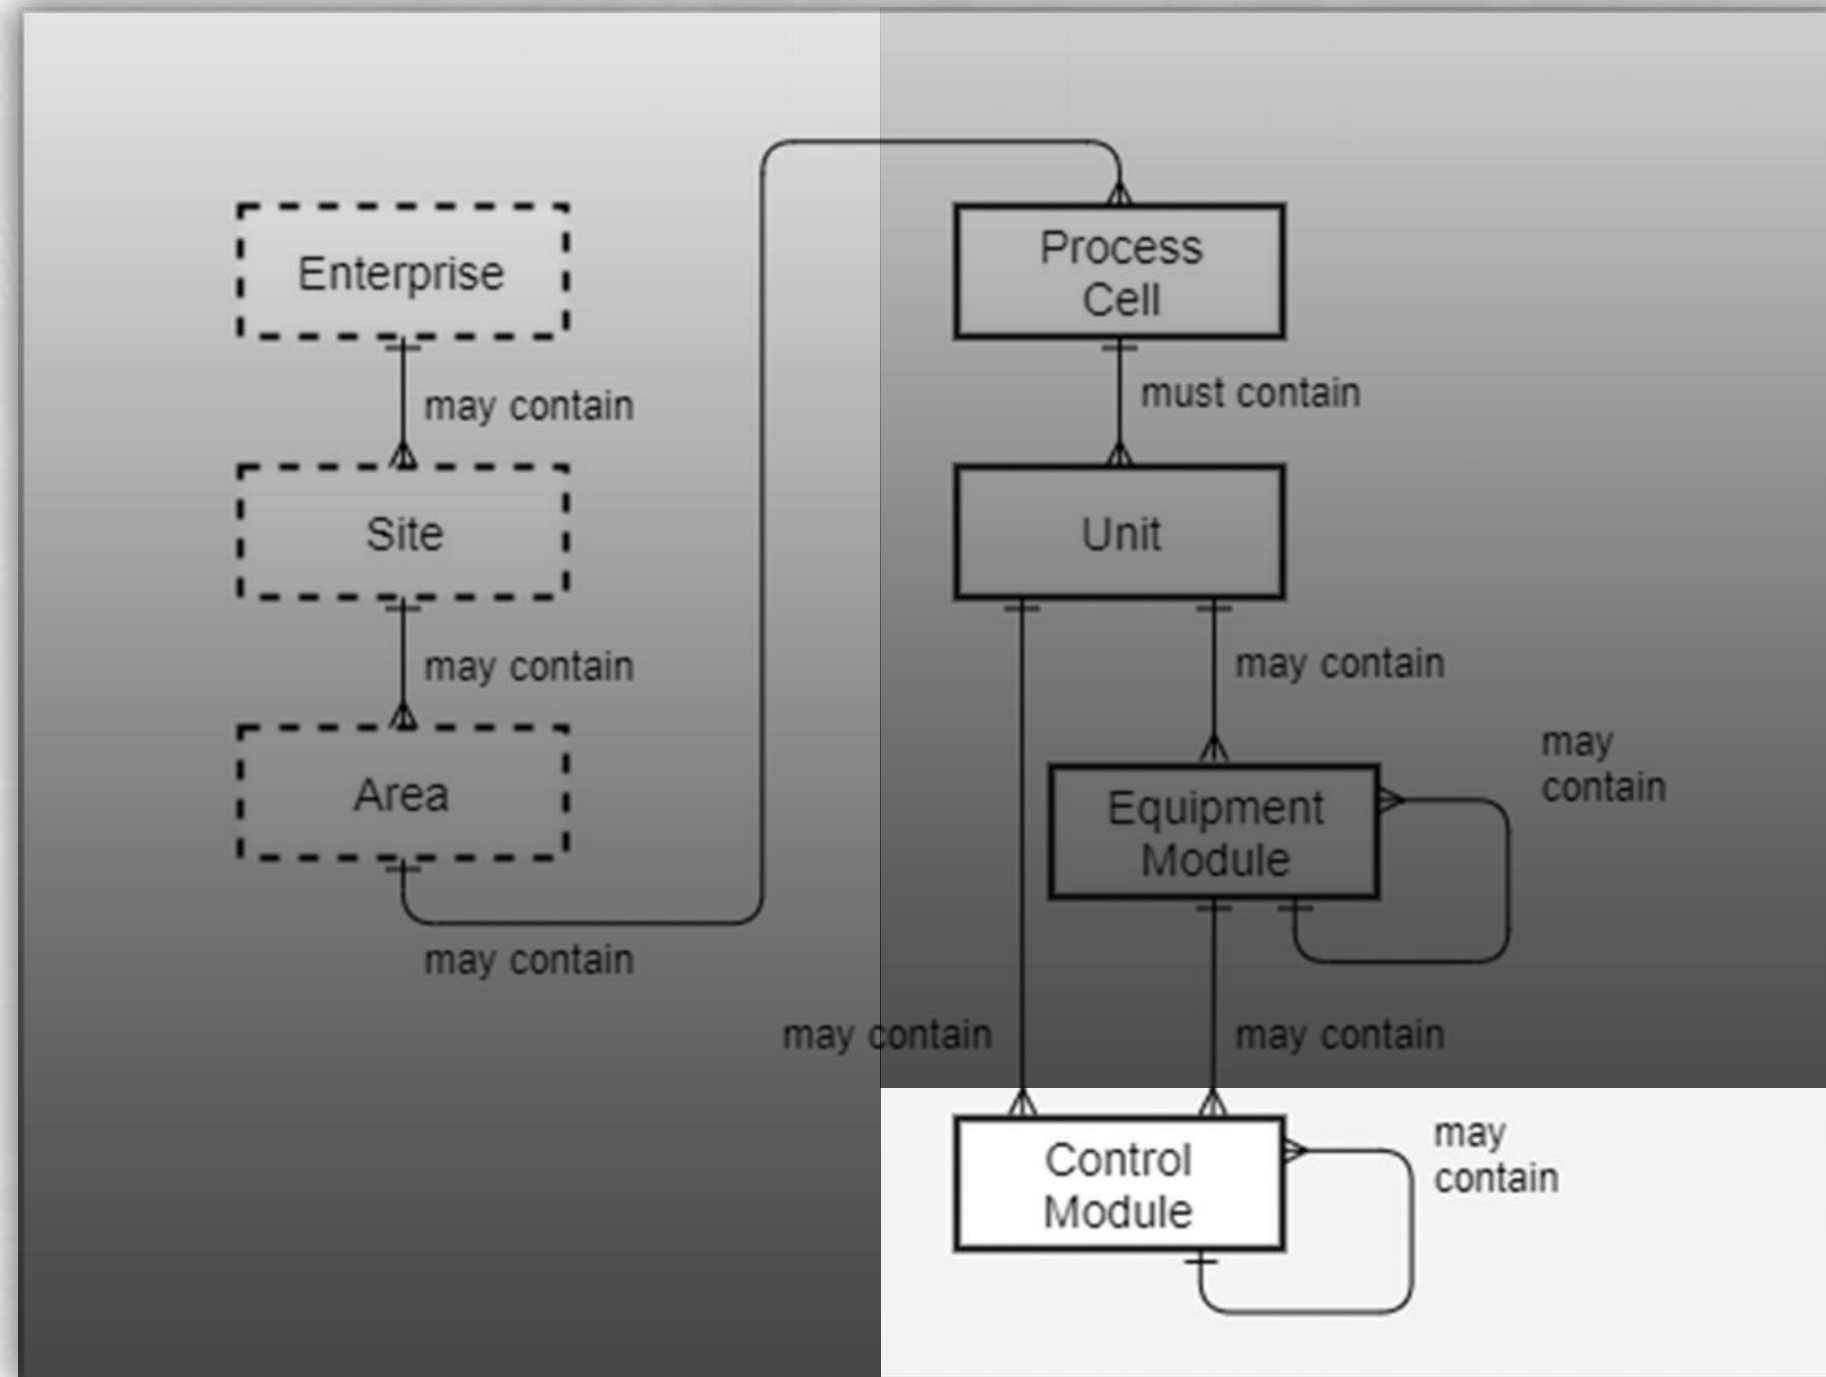 Enterprise
may contain
Site
may contain
Area
may contain
Process
Cell
must contain
Unit
may contain
Equipment
Module
may
contain
may contain
may contain
Control
Module
may
contain